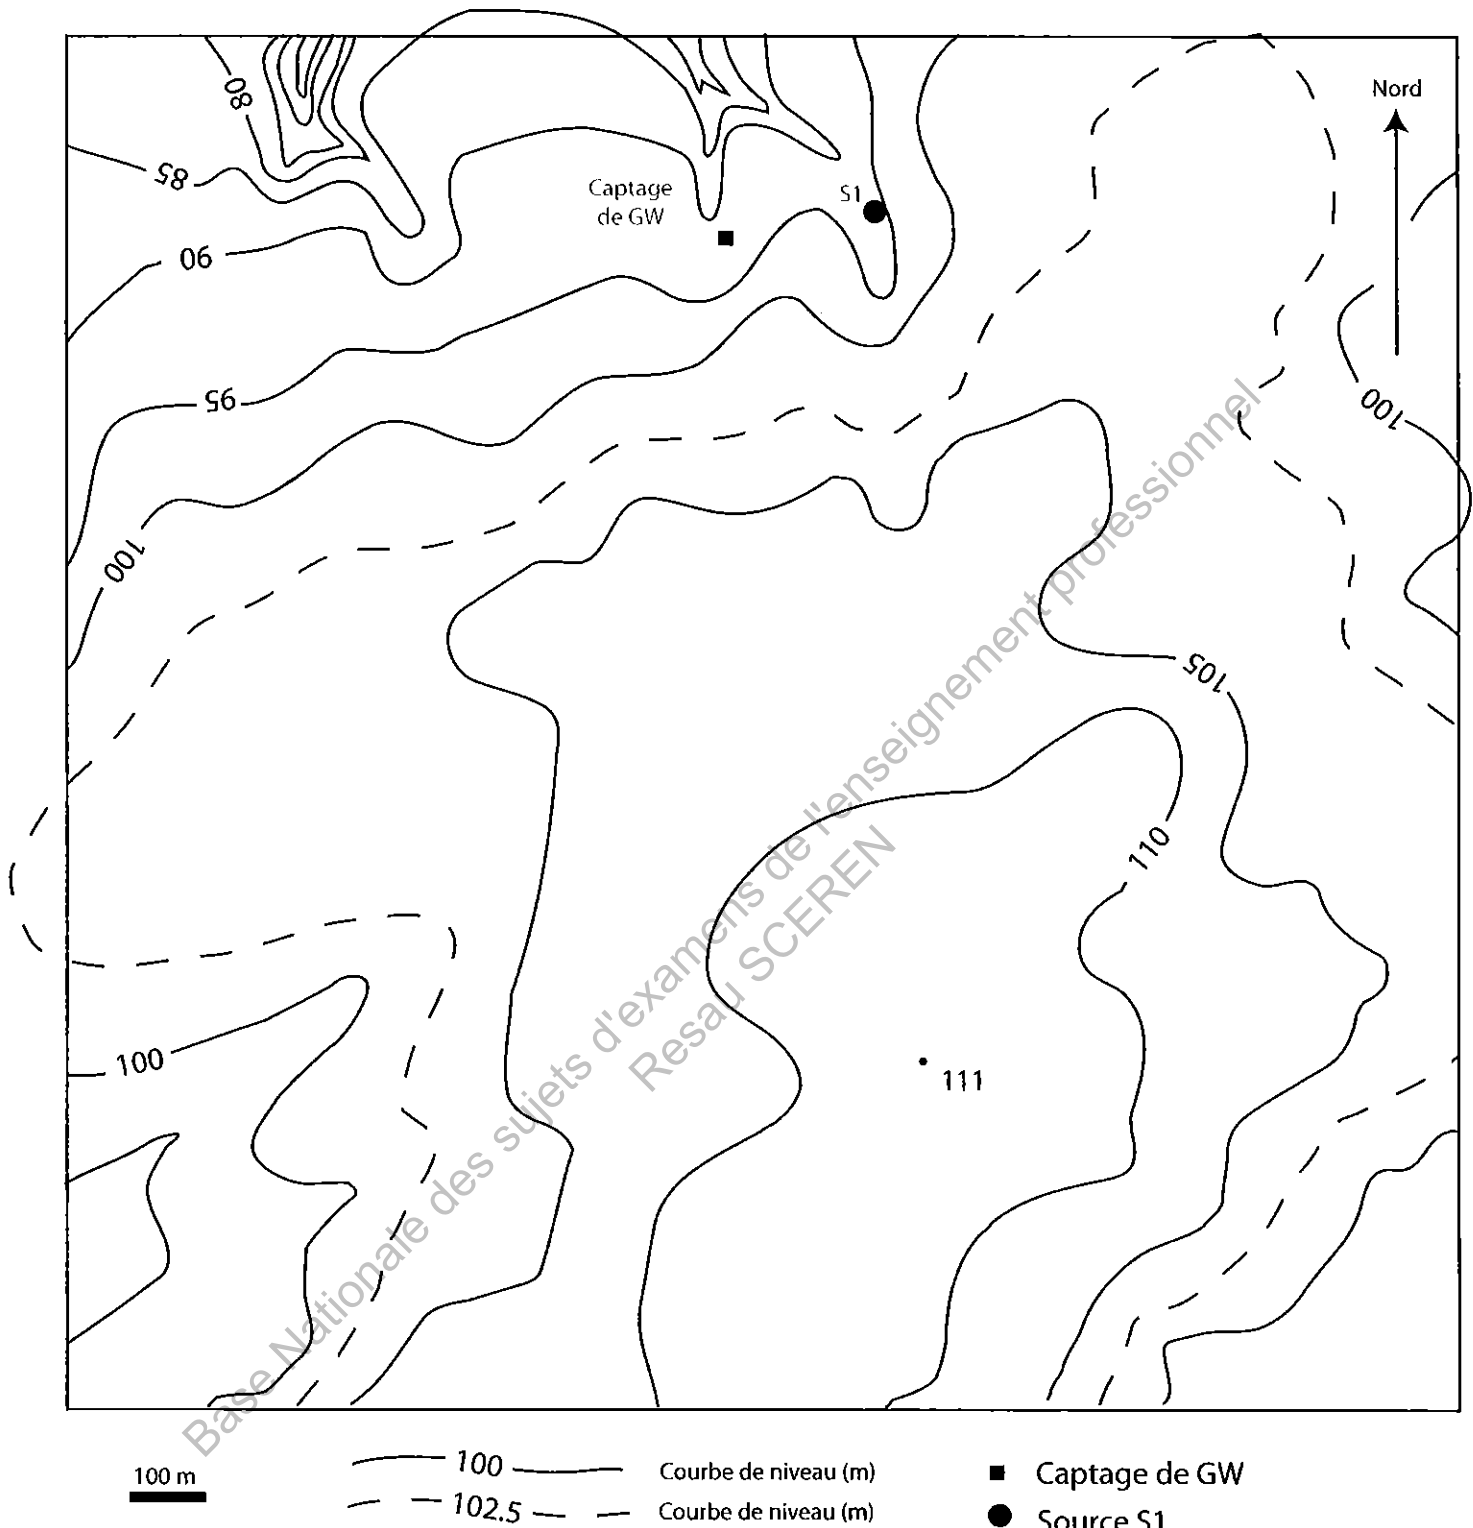 Nord
80
85
Captage
de GW
S1
90
95
100
100
105
110
111
100
Base Nationale des sujets d'examens de l'enseignement professionnel
Resau SCEREN
100 m
100
Courbe de niveau (m)
Captage de GW
102.5
Courbe de niveau (m)
Source S1